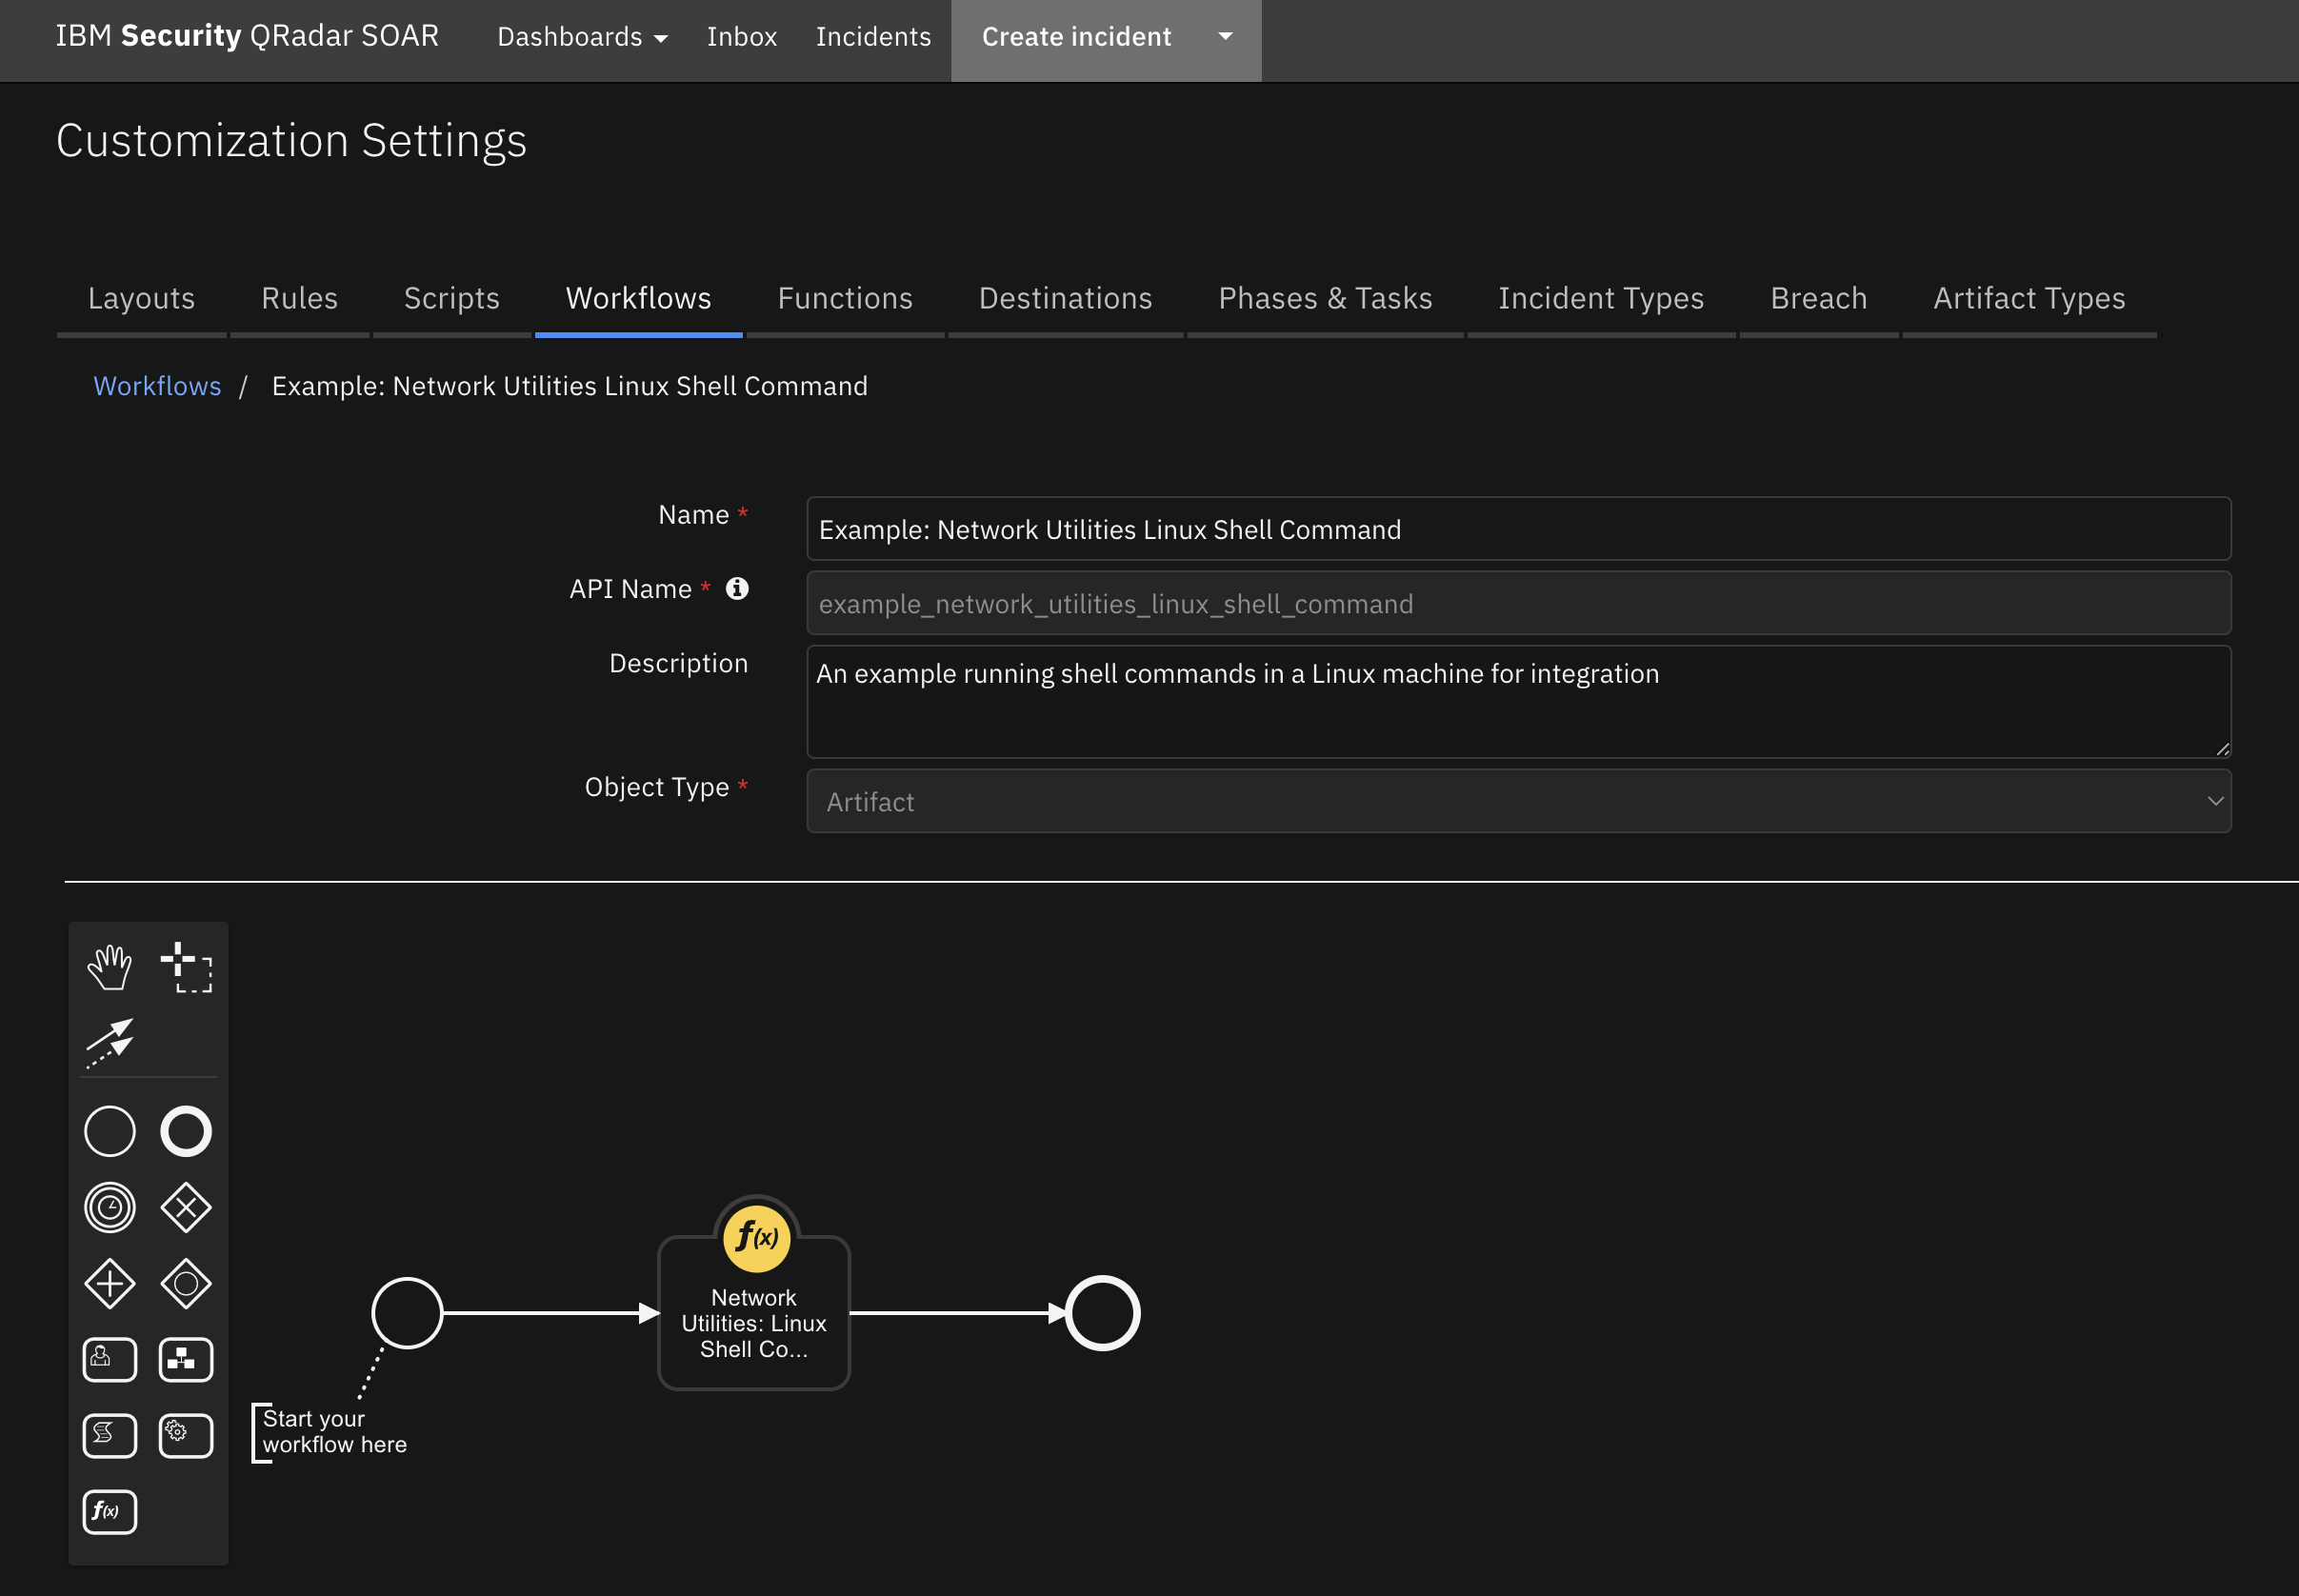 IBM Security QRadar SOAR Dashboards Inbox Incidents Create incident
Customization Settings
Layouts Rules Scripts Workflows Functions Destinations Phases & Tasks Incident Types Breach Artifact Types
Workflows / Example: Network Utilities Linux Shell Command
Name * Example: Network Utilities Linux Shell Command
API Name * example_network_utilities_linux_shell_command
Description An example running shell commands in a Linux machine for integration
Object Type * Artifact
f(x)
Network
Utilities: Linux
Shell Co...
Start your
workflow here
f(x)